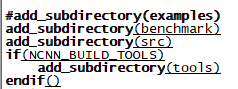 #add_subdirectory(examples)
add_subdirectory(benchmark)
add_subdirectory(src)
if(NCNN_BUILD_TOOLS)
    add_subdirectory(tools)
endif()